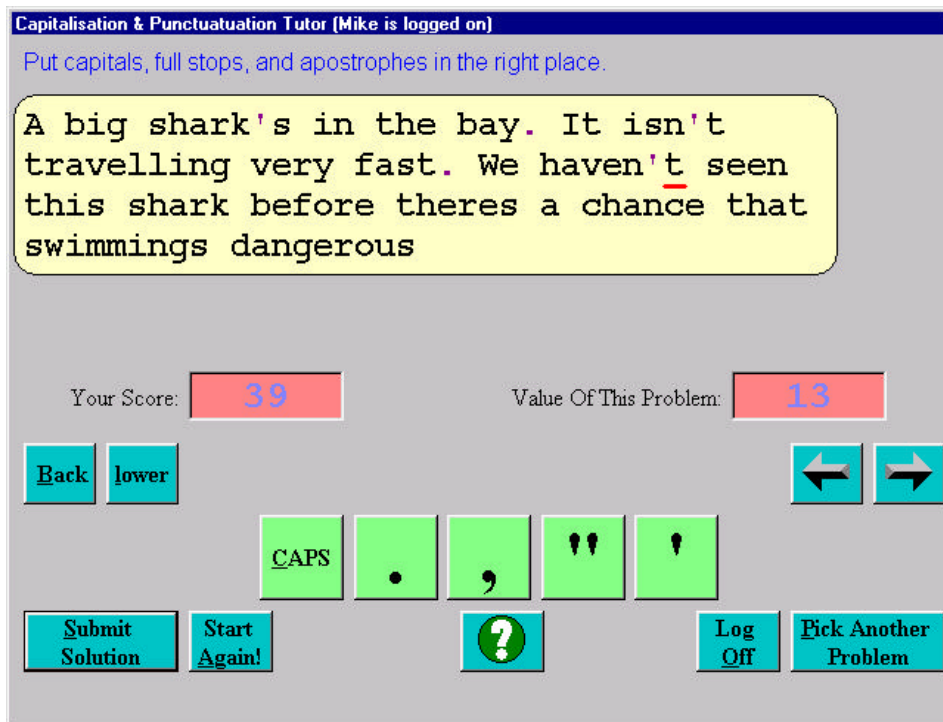 Capitalisation & Punctuatuation Tutor (Mike is logged on)
Put capitals, full stops, and apostrophes in the right place.
A big shark's in the bay. It isn't
travelling very fast. We haven't seen
this shark before theres a chance that
swimmings dangerous
Your Score: 39 Value Of This Problem: 13
Back lower
CAPS . , " '
Submit Solution
Start Again!
?
Log Off
Pick Another Problem